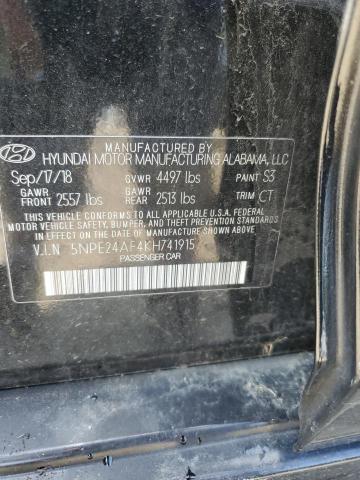 MANUFACTURED BY
HYUNDAI MOTOR MANUFACTURING ALABAMA, LLC
Sep/17/18 GVWR 4497 lbs PAINT S3
GAWR FRONT 2557 lbs GAWR REAR 2513 lbs TRIM CT
THIS VEHICLE CONFORMS TO ALL APPLICABLE U.S. FEDERAL
MOTOR VEHICLE SAFETY, BUMPER, AND THEFT PREVENTION STANDARDS
IN EFFECT ON THE DATE OF MANUFACTURE SHOWN ABOVE.
V.I.N 5NPE24AF4KH741915
PASSENGER CAR